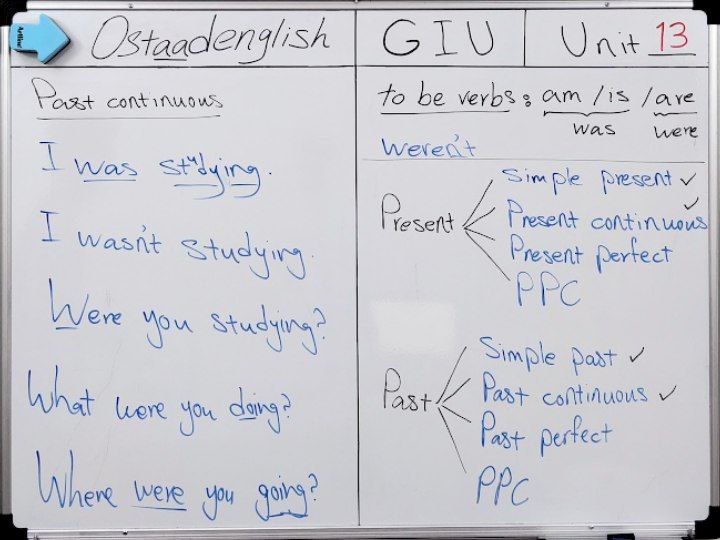 Ostaadenglish
GIU
Unit 13
Past continuous
I was studying.
I wasn't studying.
Were you studying?
What were you doing?
Where were you going?
to be verbs: am / is / are
was were
weren't
Present
Simple present ✓
Present continuous ✓
Present perfect
PPC
Past
Simple past ✓
Past continuous ✓
Past perfect
PPC